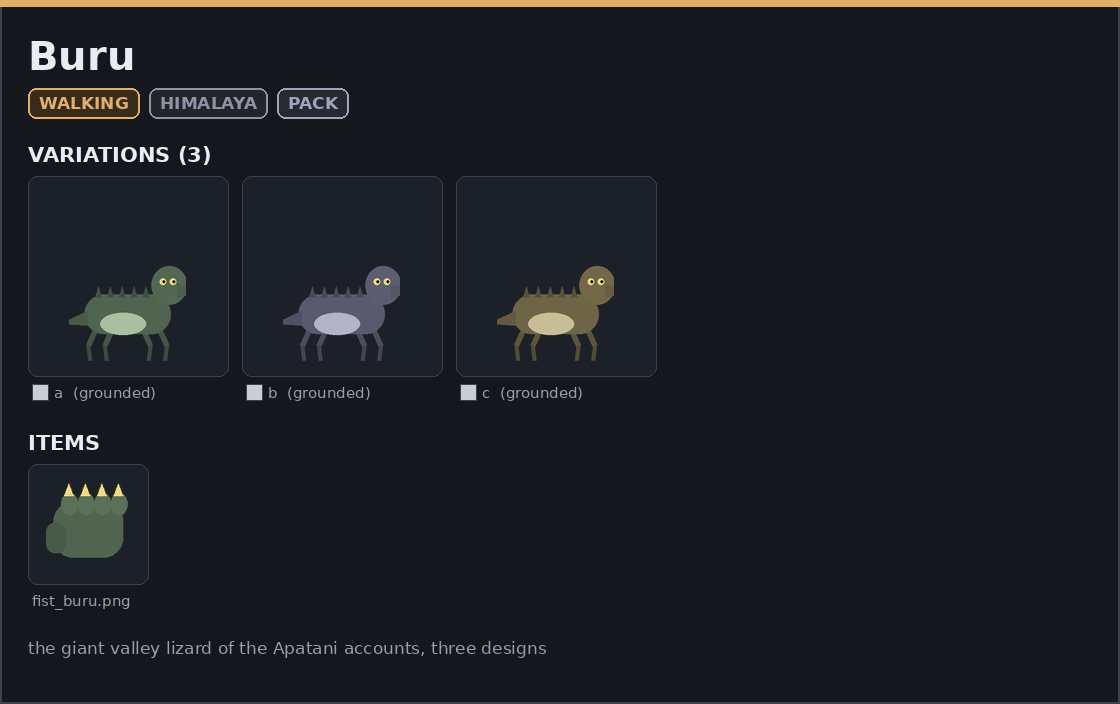 Buru
WALKING HIMALAYA PACK
VARIATIONS (3)
a (grounded) b (grounded) c (grounded)
ITEMS
fist_buru.png
the giant valley lizard of the Apatani accounts, three designs